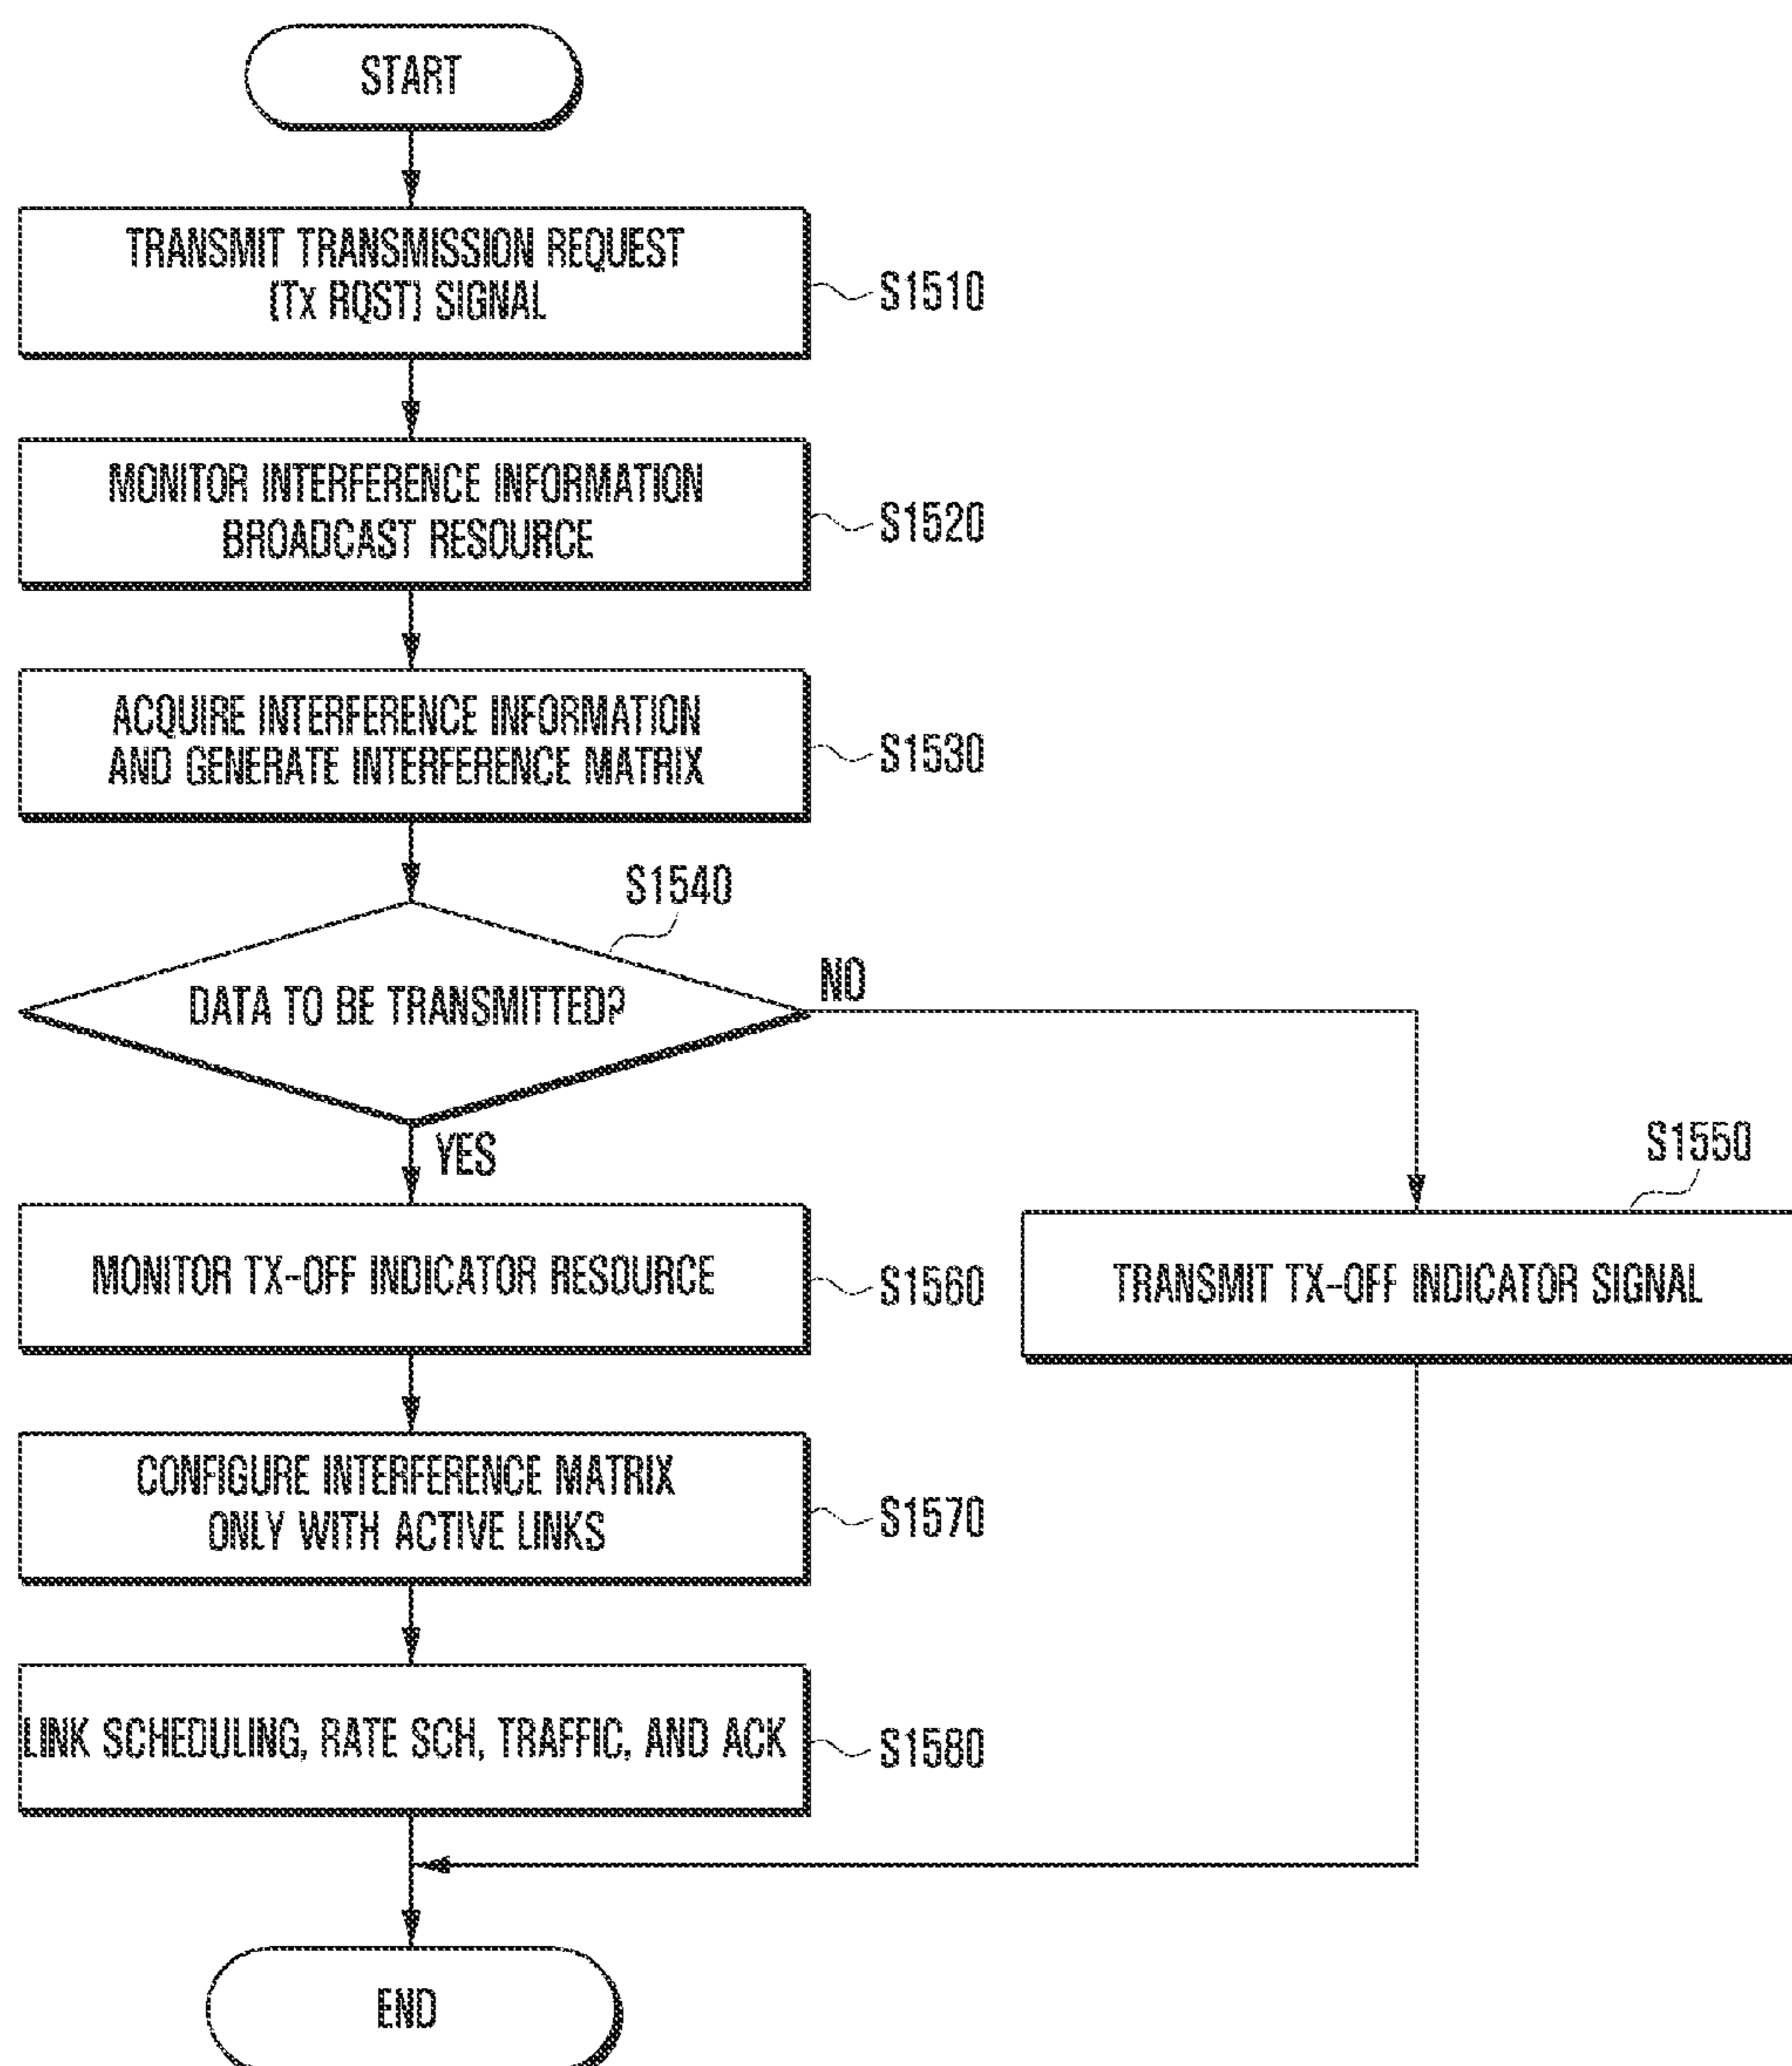 START
TRANSMIT TRANSMISSION REQUEST
(Tx RQST) SIGNAL
S1510
MONITOR INTERFERENCE INFORMATION
BROADCAST RESOURCE
S1520
ACQUIRE INTERFERENCE INFORMATION
AND GENERATE INTERFERENCE MATRIX
S1530
S1540
DATA TO BE TRANSMITTED?
NO
YES
S1550
MONITOR TX-OFF INDICATOR RESOURCE
S1560
TRANSMIT TX-OFF INDICATOR SIGNAL
CONFIGURE INTERFERENCE MATRIX
ONLY WITH ACTIVE LINKS
S1570
LINK SCHEDULING, RATE SCH, TRAFFIC, AND ACK
S1580
END